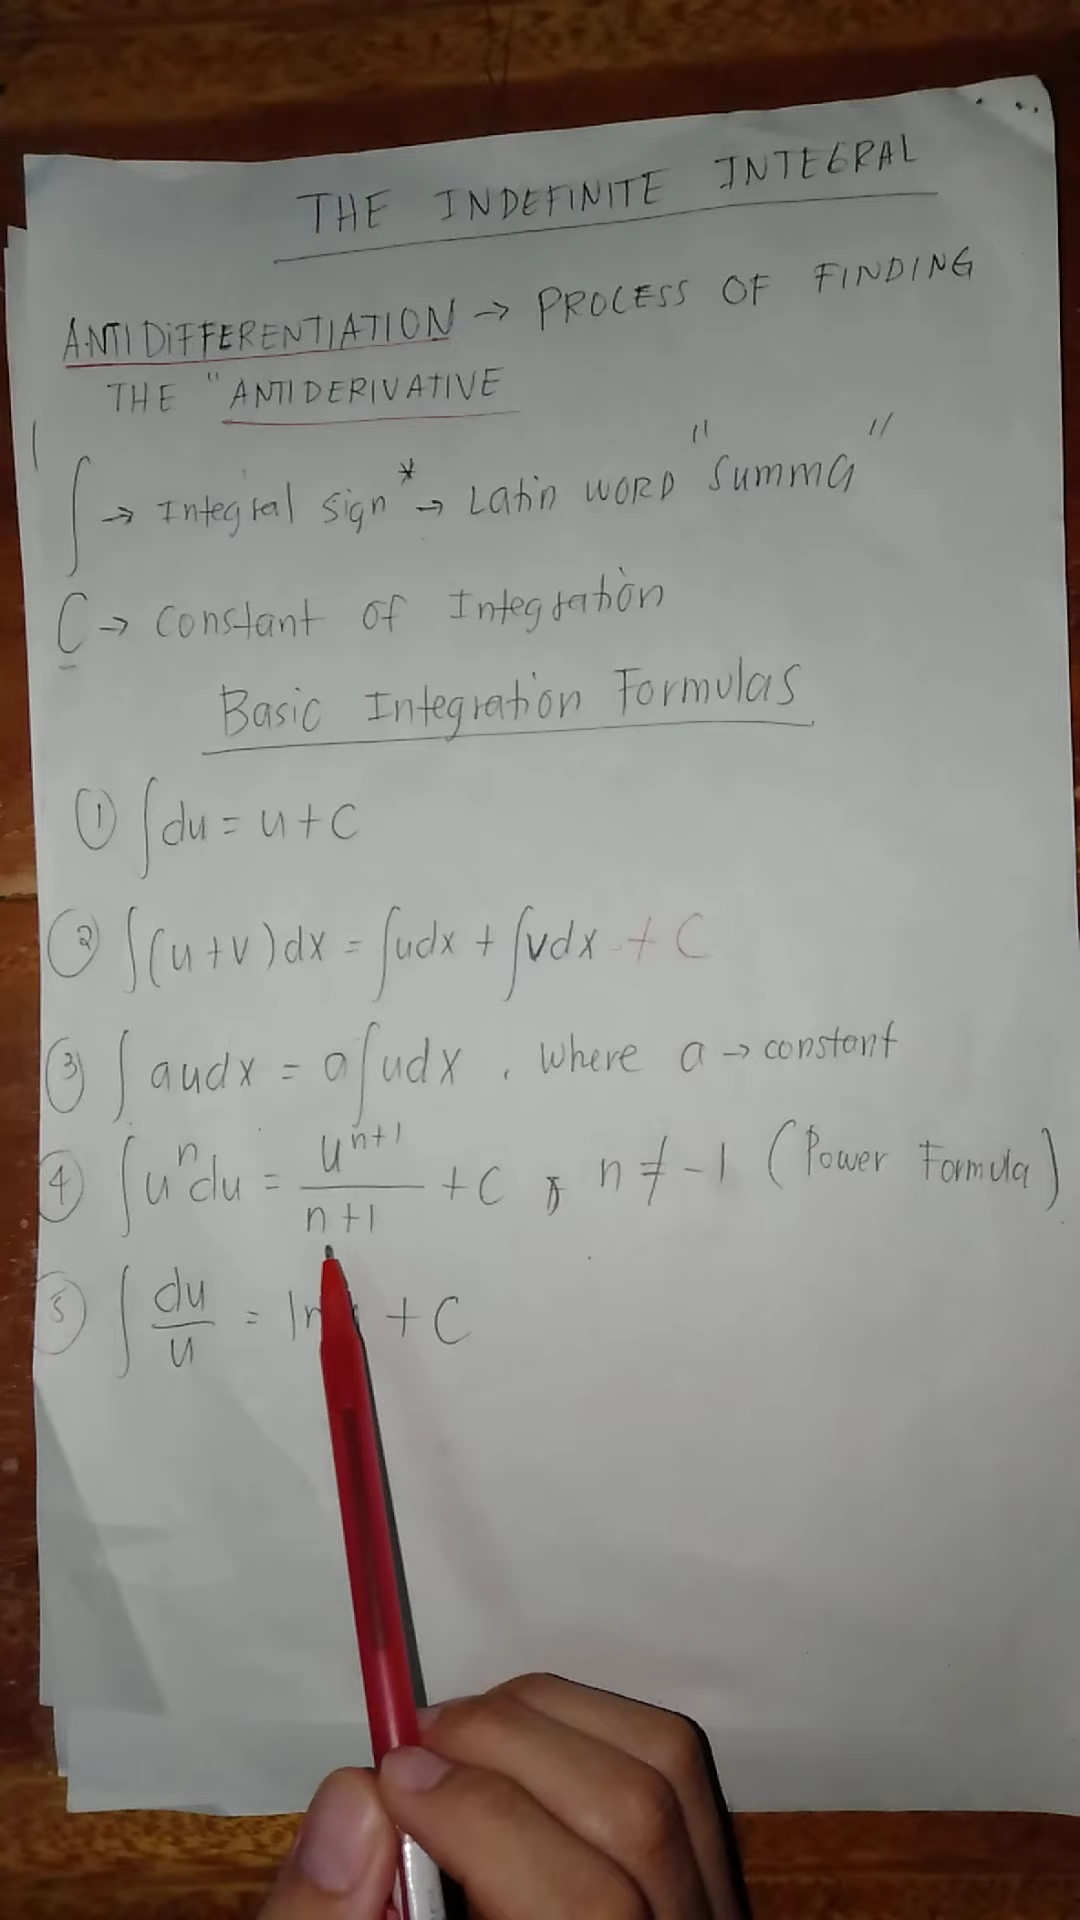 THE INDEFINITE INTEGRAL
ANTIDIFFERENTIATION → PROCESS OF FINDING
THE "ANTIDERIVATIVE
∫ → Integral sign* → Latin WORD "summa"
C → constant of Integration
Basic Integration Formulas
① ∫du = u + C
② ∫(u + v)dx = ∫udx + ∫vdx + C
③ ∫audx = a∫udx , where a → constant
④ ∫uⁿdu = uⁿ⁺¹/n+1 + C , n ≠ -1 (Power Formula)
⑤ ∫du/u = ln + C